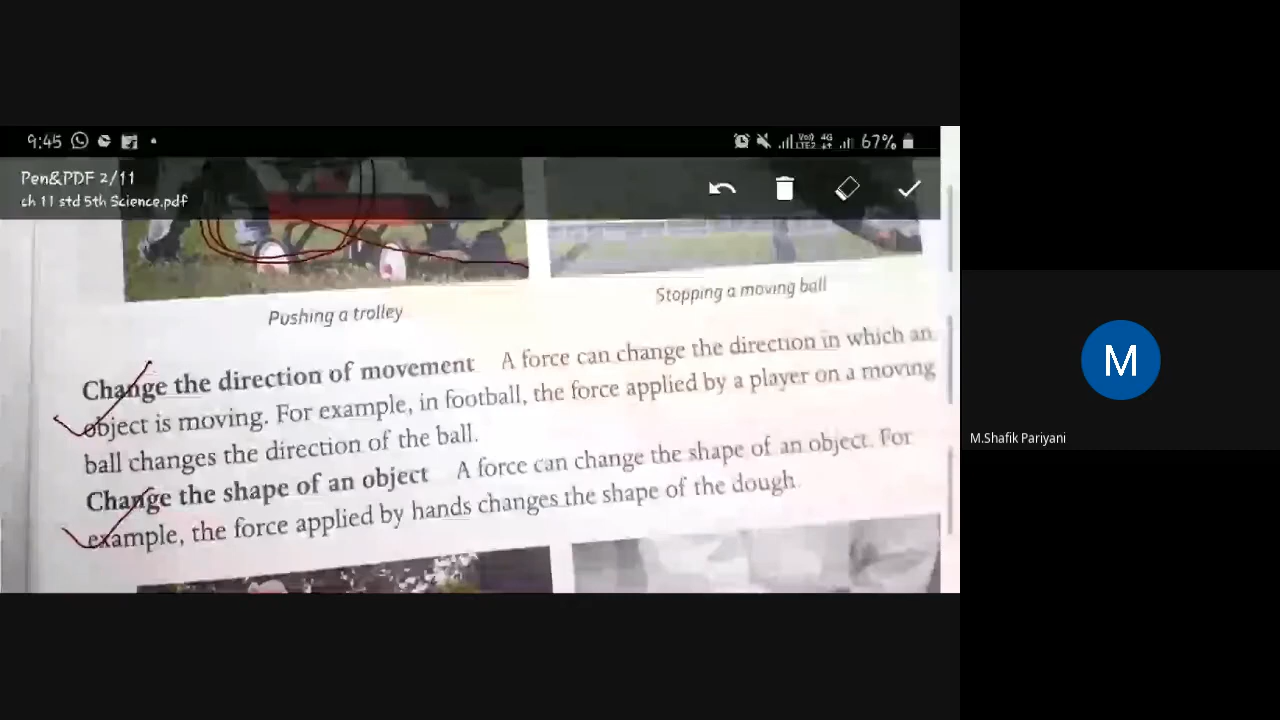 9:45
Vo)) 4G
LTE2
67%
Pen&PDF 2/11
ch 11 std 5th Science.pdf
Pushing a trolley
Stopping a moving ball
Change the direction of movement A force can change the direction in which an
object is moving. For example, in football, the force applied by a player on a moving
ball changes the direction of the ball.
Change the shape of an object A force can change the shape of an object. For
example, the force applied by hands changes the shape of the dough.
M
M.Shafik Pariyani